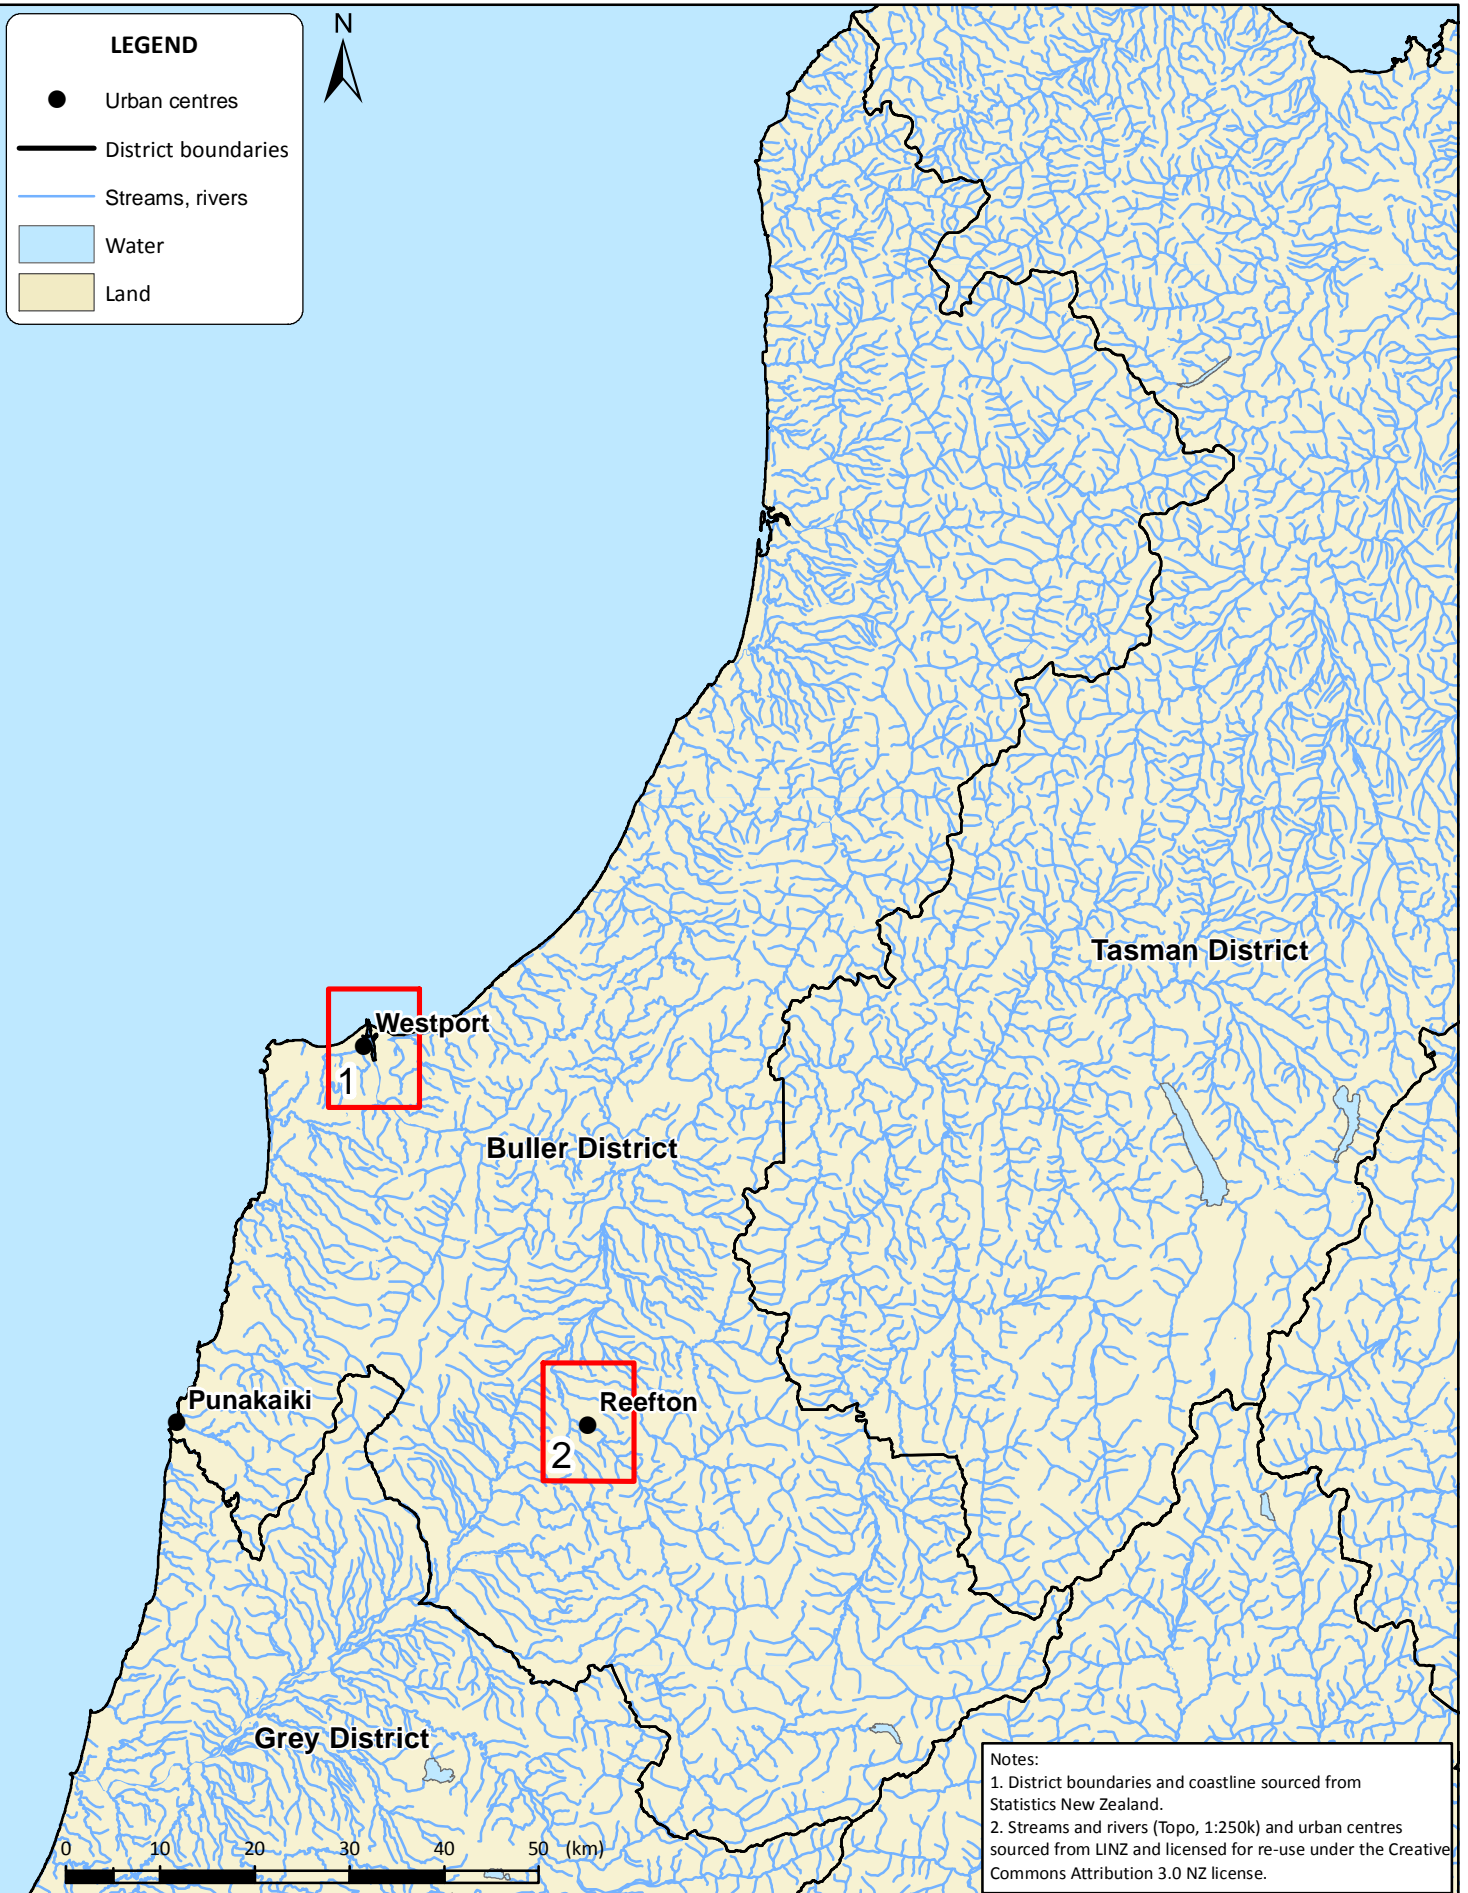 LEGEND
Urban centres
District boundaries
Streams, rivers
Water
Land
N
Tasman District
Westport
1
Buller District
Punakaiki
Reefton
2
Grey District
0 10 20 30 40 50 (km)
Notes:
1. District boundaries and coastline sourced from
Statistics New Zealand.
2. Streams and rivers (Topo, 1:250k) and urban centres
sourced from LINZ and licensed for re-use under the Creative
Commons Attribution 3.0 NZ license.